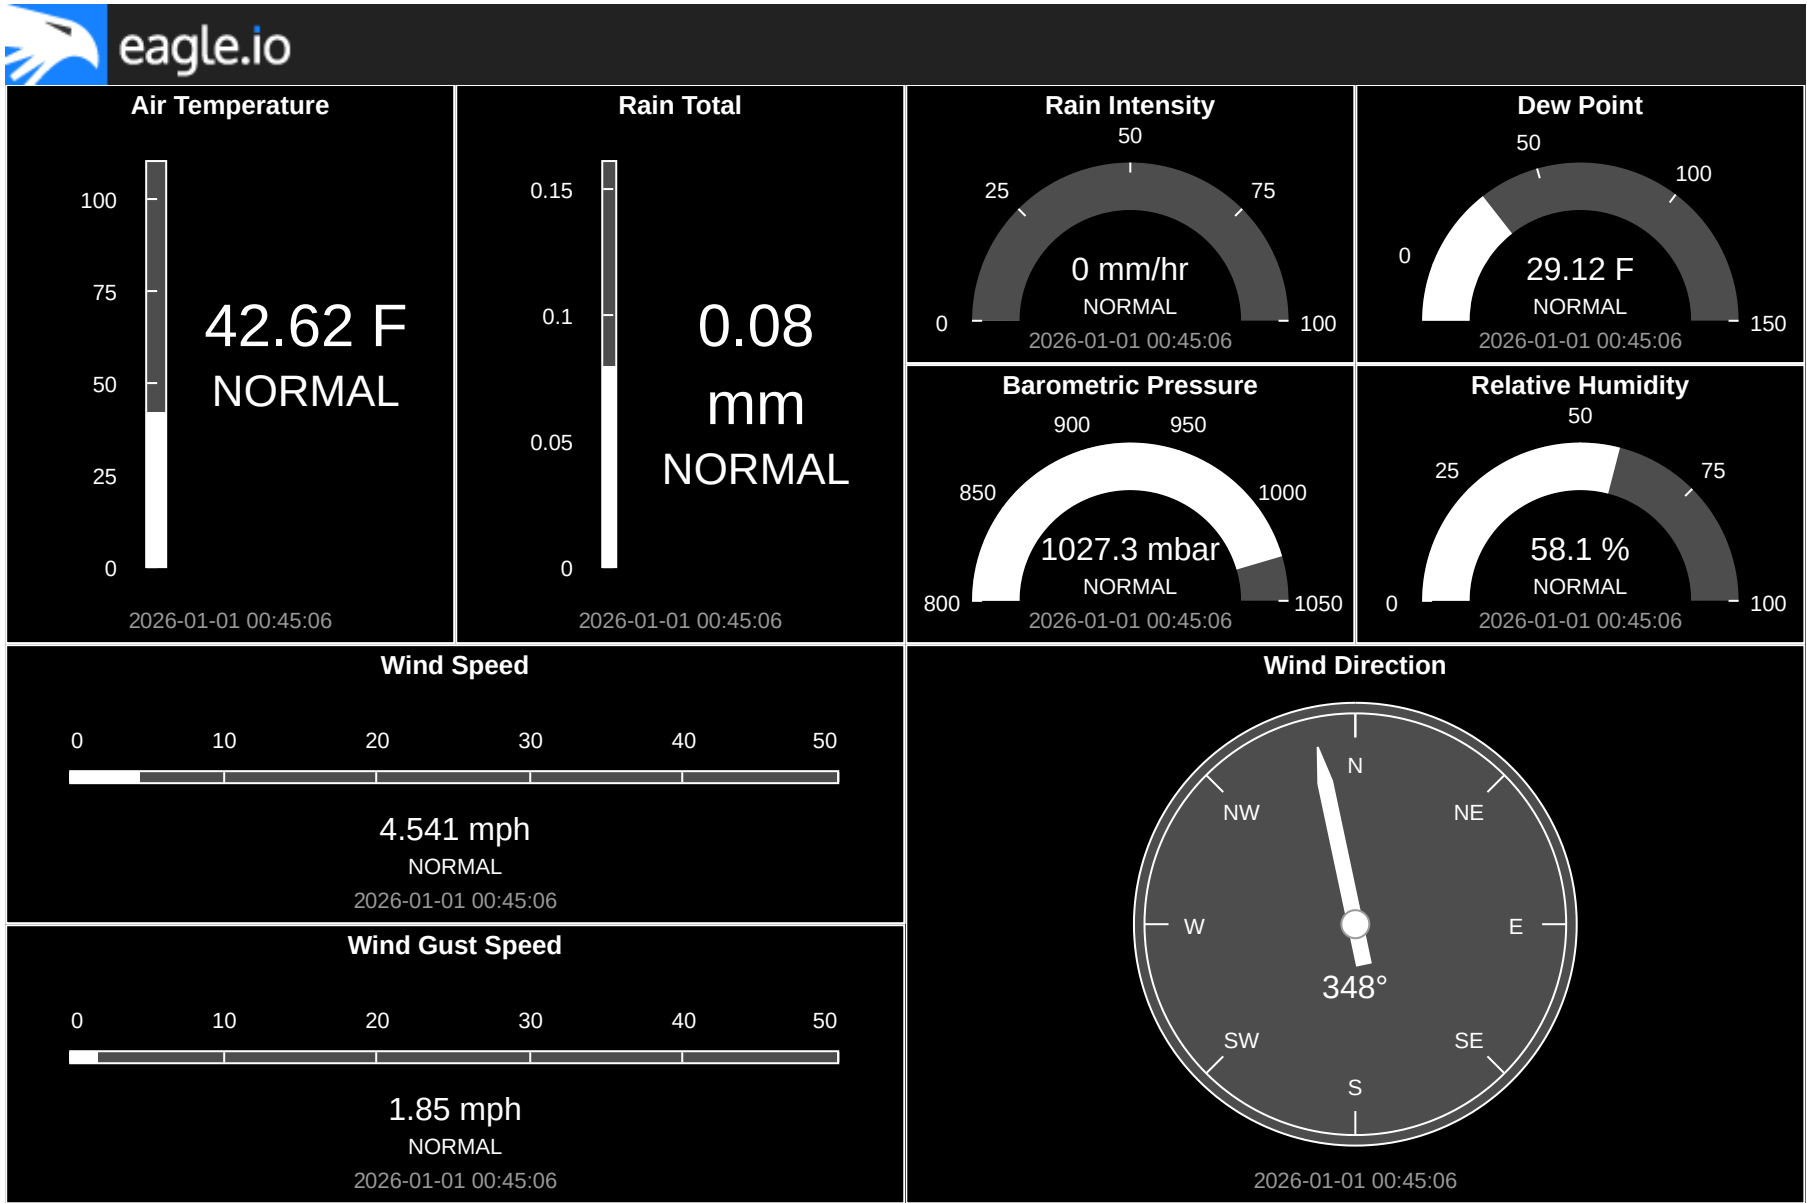 eagle.io
Air Temperature
100
75
50
25
0
42.62 F
NORMAL
2026-01-01 00:45:06
Rain Total
0.15
0.1
0.05
0
0.08
mm
NORMAL
2026-01-01 00:45:06
Rain Intensity
0
25
50
75
100
0 mm/hr
NORMAL
2026-01-01 00:45:06
Dew Point
0
50
100
150
29.12 F
NORMAL
2026-01-01 00:45:06
Barometric Pressure
800
850
900
950
1000
1050
1027.3 mbar
NORMAL
2026-01-01 00:45:06
Relative Humidity
0
25
50
75
100
58.1 %
NORMAL
2026-01-01 00:45:06
Wind Speed
0 10 20 30 40 50
4.541 mph
NORMAL
2026-01-01 00:45:06
Wind Gust Speed
0 10 20 30 40 50
1.85 mph
NORMAL
2026-01-01 00:45:06
Wind Direction
N
NW NE
W E
348°
SW SE
S
2026-01-01 00:45:06